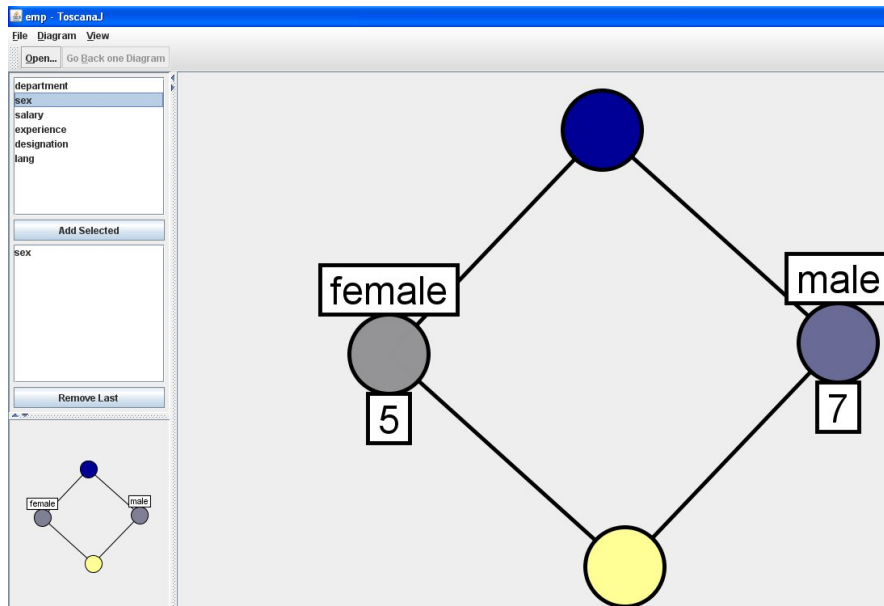 emp - ToscanaJ
File Diagram View
Open... Go Back one Diagram
department
sex
salary
experience
designation
lang
Add Selected
sex
Remove Last
female
male
female
5
male
7